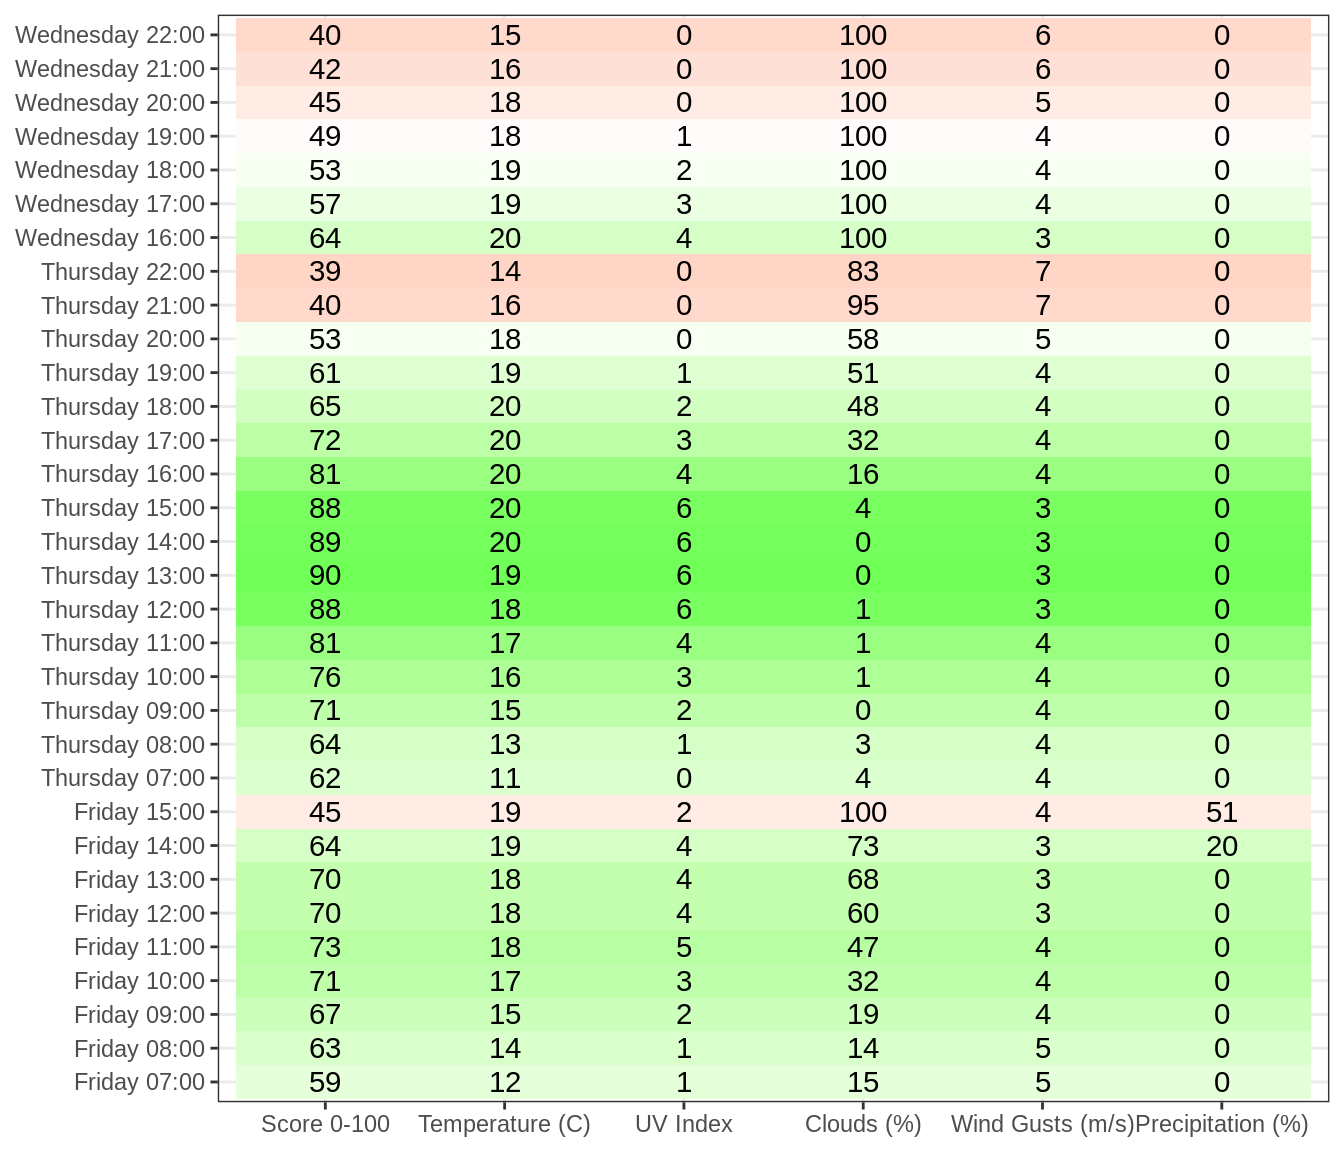 Wednesday 22:00 40 15 0 100 6 0
Wednesday 21:00 42 16 0 100 6 0
Wednesday 20:00 45 18 0 100 5 0
Wednesday 19:00 49 18 1 100 4 0
Wednesday 18:00 53 19 2 100 4 0
Wednesday 17:00 57 19 3 100 4 0
Wednesday 16:00 64 20 4 100 3 0
Thursday 22:00 39 14 0 83 7 0
Thursday 21:00 40 16 0 95 7 0
Thursday 20:00 53 18 0 58 5 0
Thursday 19:00 61 19 1 51 4 0
Thursday 18:00 65 20 2 48 4 0
Thursday 17:00 72 20 3 32 4 0
Thursday 16:00 81 20 4 16 4 0
Thursday 15:00 88 20 6 4 3 0
Thursday 14:00 89 20 6 0 3 0
Thursday 13:00 90 19 6 0 3 0
Thursday 12:00 88 18 6 1 3 0
Thursday 11:00 81 17 4 1 4 0
Thursday 10:00 76 16 3 1 4 0
Thursday 09:00 71 15 2 0 4 0
Thursday 08:00 64 13 1 3 4 0
Thursday 07:00 62 11 0 4 4 0
Friday 15:00 45 19 2 100 4 51
Friday 14:00 64 19 4 73 3 20
Friday 13:00 70 18 4 68 3 0
Friday 12:00 70 18 4 60 3 0
Friday 11:00 73 18 5 47 4 0
Friday 10:00 71 17 3 32 4 0
Friday 09:00 67 15 2 19 4 0
Friday 08:00 63 14 1 14 5 0
Friday 07:00 59 12 1 15 5 0
Score 0-100 Temperature (C) UV Index Clouds (%) Wind Gusts (m/s) Precipitation (%)